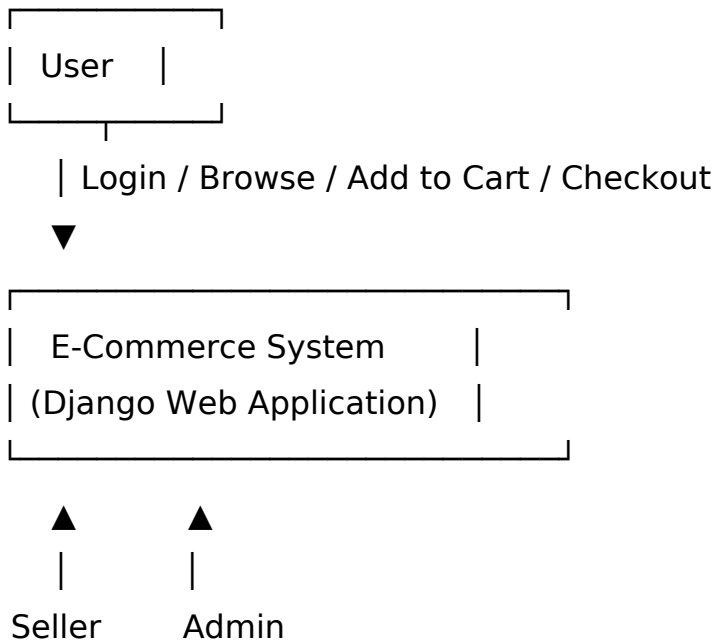 User
Login / Browse / Add to Cart / Checkout
E-Commerce System
(Django Web Application)
Seller Admin